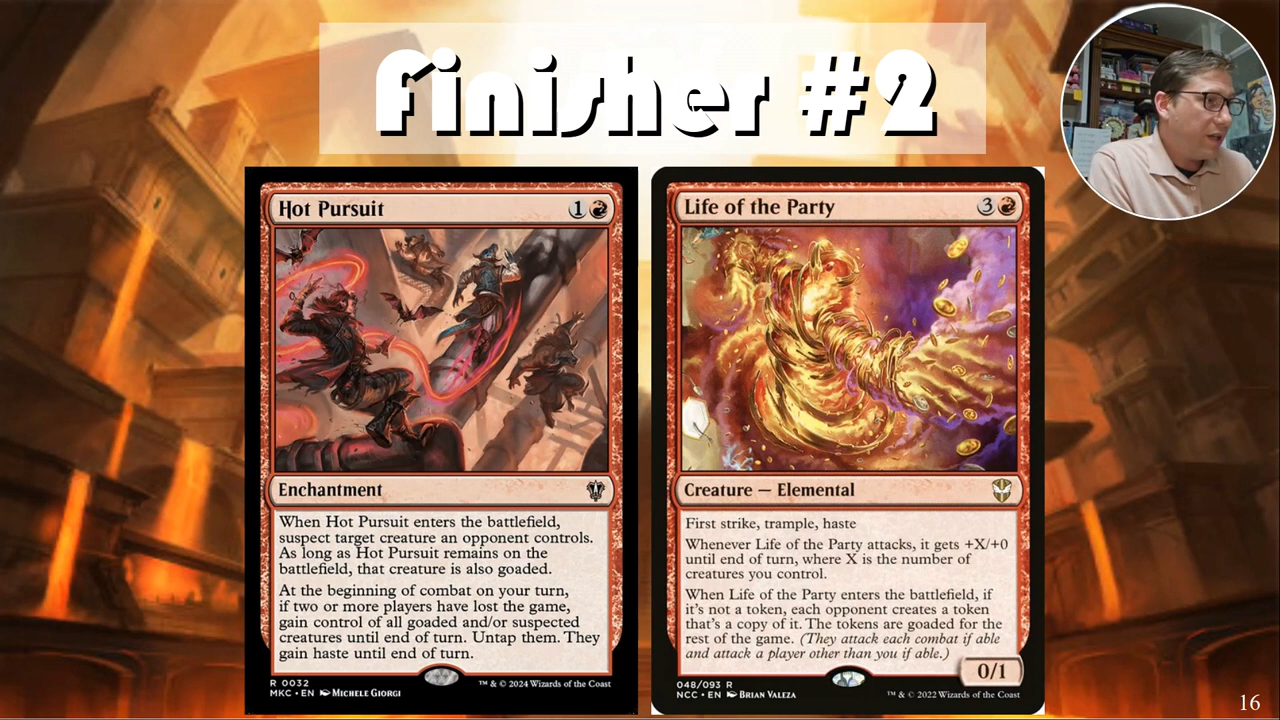 Finisher #2
Hot Pursuit 1
Enchantment
When Hot Pursuit enters the battlefield,
suspect target creature an opponent controls.
As long as Hot Pursuit remains on the
battlefield, that creature is also goaded.
At the beginning of combat on your turn,
if two or more players have lost the game,
gain control of all goaded and/or suspected
creatures until end of turn. Untap them. They
gain haste until end of turn.
R 0032
MKC • EN Michele Giorgi
™ & © 2024 Wizards of the Coast
Life of the Party 3
Creature — Elemental
First strike, trample, haste
Whenever Life of the Party attacks, it gets +X/+0
until end of turn, where X is the number of
creatures you control.
When Life of the Party enters the battlefield, if
it's not a token, each opponent creates a token
that's a copy of it. The tokens are goaded for the
rest of the game. (They attack each combat if able
and attack a player other than you if able.)
0/1
048/093 R
NCC • EN Brian Valeza
™ & © 2022 Wizards of the Coast
16